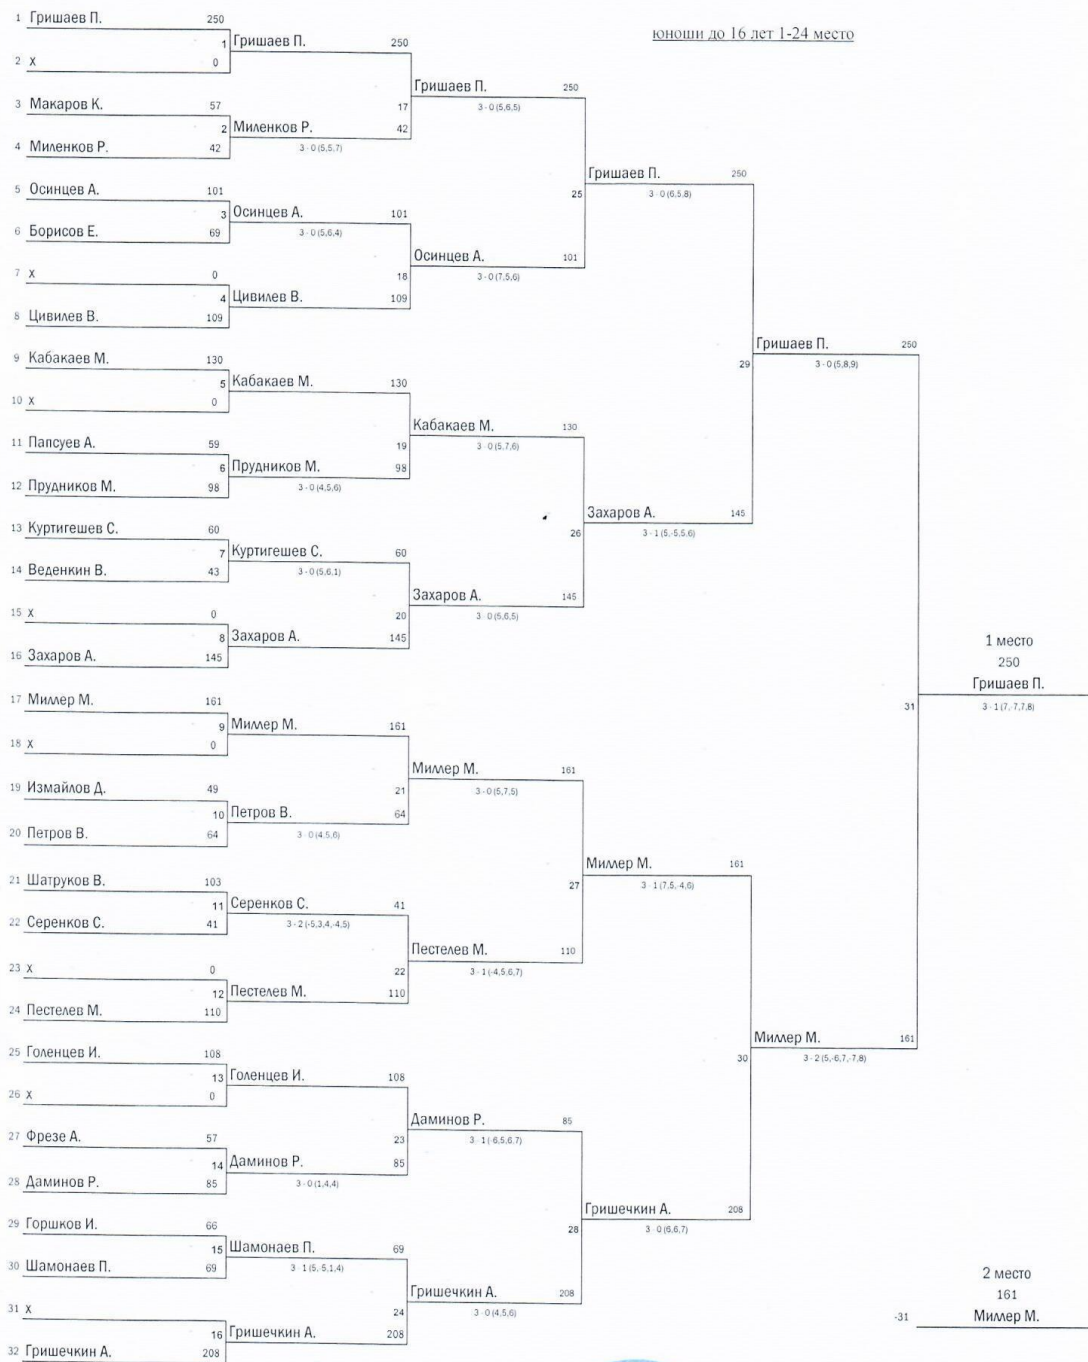 юноши до 16 лет 1-24 место
1 Гришаев П. 250
1 Гришаев П. 250
2 X 0
Гришаев П. 250
3 Макаров К. 57
17 3 - 0 (5,6,5)
2 Миленков Р. 42
4 Миленков Р. 42 3 - 0 (5,5,7)
Гришаев П. 250
5 Осинцев А. 101
25 3 - 0 (6,5,8)
3 Осинцев А. 101
6 Борисов Е. 69 3 - 0 (5,6,4)
Осинцев А. 101
7 X 0
18 3 - 0 (7,5,6)
4 Цивилев В. 109
8 Цивилев В. 109
Гришаев П. 250
9 Кабакаев М. 130
29 3 - 0 (5,8,9)
5 Кабакаев М. 130
10 X 0
Кабакаев М. 130
11 Папсуев А. 59
19 3 - 0 (5,7,6)
6 Прудников М. 98
12 Прудников М. 98 3 - 0 (4,5,6)
Захаров А. 145
13 Куртигешев С. 60
26 3 - 1 (5,-5,5,6)
7 Куртигешев С. 60
14 Веденкин В. 43 3 - 0 (5,6,1)
Захаров А. 145
15 X 0
20 3 - 0 (5,6,5)
8 Захаров А. 145
16 Захаров А. 145
1 место
250
Гришаев П.
31 3 - 1 (7,-7,7,8)
17 Миллер М. 161
9 Миллер М. 161
18 X 0
Миллер М. 161
19 Измайлов Д. 49
21 3 - 0 (5,7,5)
10 Петров В. 64
20 Петров В. 64 3 - 0 (4,5,6)
Миллер М. 161
21 Шатруков В. 103
27 3 - 1 (7,5,-4,6)
11 Серенков С. 41
22 Серенков С. 41 3 - 2 (-5,3,4,-4,5)
Пестелев М. 110
23 X 0
22 3 - 1 (-4,5,6,7)
12 Пестелев М. 110
24 Пестелев М. 110
Миллер М. 161
25 Голенцев И. 108
30 3 - 2 (5,-6,7,-7,8)
13 Голенцев И. 108
26 X 0
Даминов Р. 85
27 Фрезе А. 57
23 3 - 1 (-6,5,6,7)
14 Даминов Р. 85
28 Даминов Р. 85 3 - 0 (1,4,4)
Гришечкин А. 208
29 Горшков И. 66
28 3 - 0 (6,6,7)
15 Шамонаев П. 69
30 Шамонаев П. 69 3 - 1 (5,-5,1,4)
Гришечкин А. 208
31 X 0
24 3 - 0 (4,5,6)
16 Гришечкин А. 208
32 Гришечкин А. 208
2 место
161
-31 Миллер М.